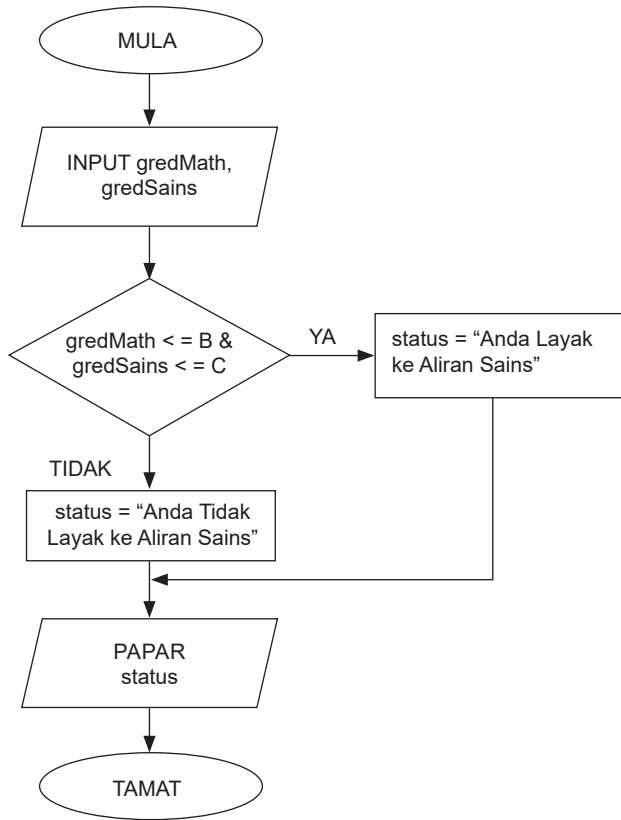 MULA
INPUT gredMath,
gredSains
gredMath < = B &
gredSains < = C
YA
status = “Anda Layak
ke Aliran Sains”
TIDAK
status = “Anda Tidak
Layak ke Aliran Sains”
PAPAR
status
TAMAT